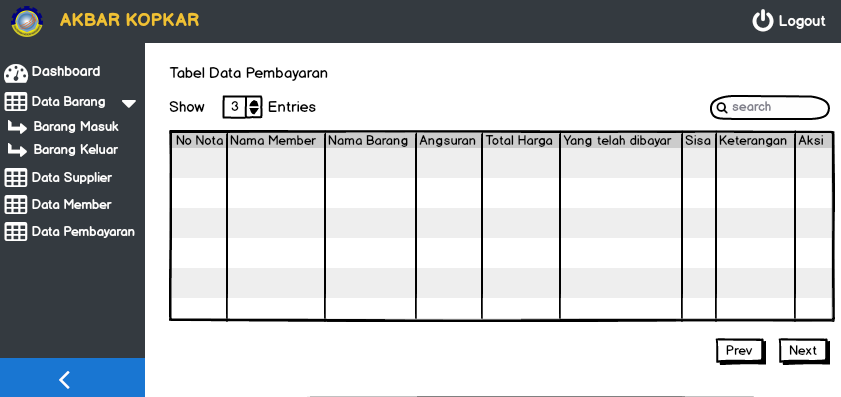 AKBAR KOPKAR
Logout
Dashboard
Data Barang
Barang Masuk
Barang Keluar
Data Supplier
Data Member
Data Pembayaran
Tabel Data Pembayaran
Show 3 Entries
search
No Nota Nama Member Nama Barang Angsuran Total Harga Yang telah dibayar Sisa Keterangan Aksi
Prev Next